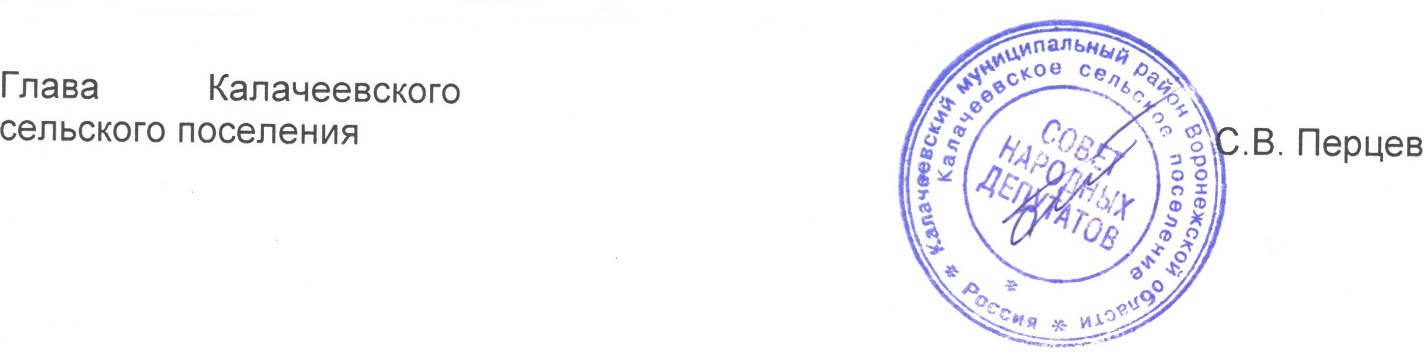 Глава Калачеевского
сельского поселения
С.В. Перцев
* Россия * Калачеевский муниципальный район Воронежской области
Калачеевское сельское поселение *
СОВЕТ
НАРОДНЫХ
ДЕПУТАТОВ